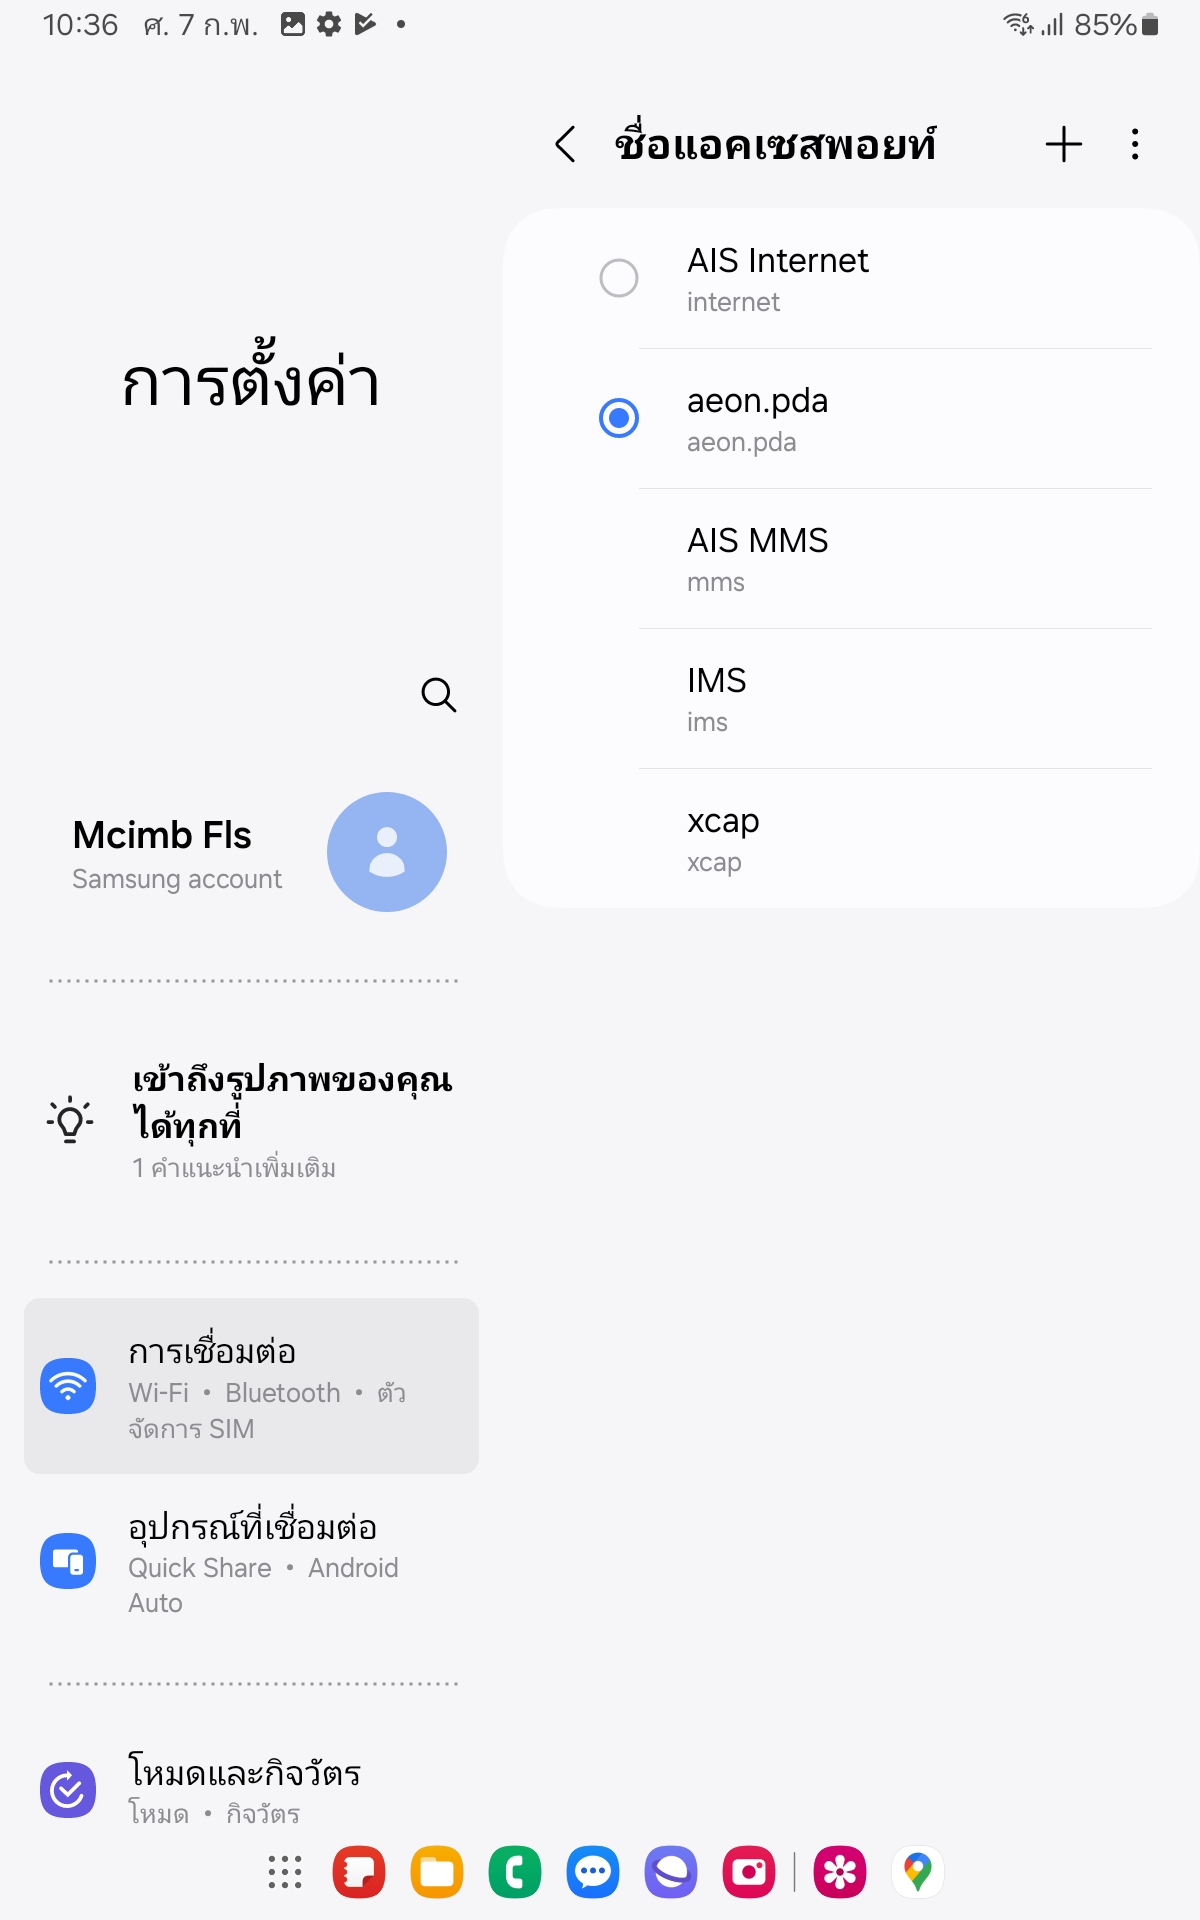 10:36 ศ. 7 ก.พ.
85%
ชื่อแอคเซสพอยท์
AIS Internet
internet
aeon.pda
aeon.pda
AIS MMS
mms
IMS
ims
xcap
xcap
การตั้งค่า
Mcimb Fls
Samsung account
เข้าถึงรูปภาพของคุณ
ได้ทุกที่
1 คำแนะนำเพิ่มเติม
การเชื่อมต่อ
Wi-Fi • Bluetooth • ตัว
จัดการ SIM
อุปกรณ์ที่เชื่อมต่อ
Quick Share • Android
Auto
โหมดและกิจวัตร
โหมด • กิจวัตร